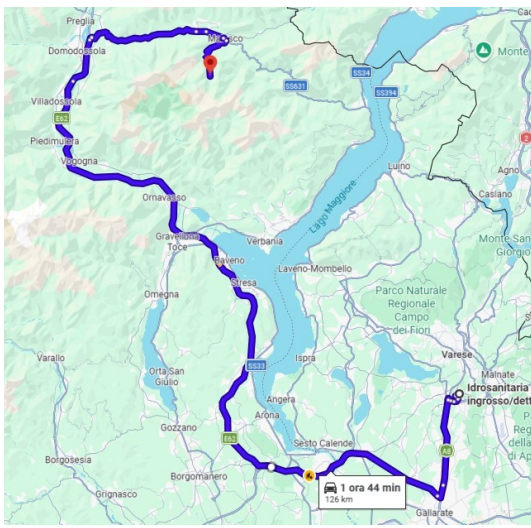 Preglia
Domodossola
Villadossola
E62
Piedimulera
Vogogna
Ornavasso
Gravellona
Toce
Verbania
Baveno
Stresa
Omegna
Laveno-Mombello
Lago Maggiore
SS34
SS394
SS631
Luino
2
Agno
Caslano
Monte San
Giorgio
Parco Naturale
Regionale
Campo
dei Fiori
Varese
Malnate
Idrosanitaria
ingrosso/dett
Varallo
Orta San
Giulio
SS33
Ispra
Angera
Arona
Gozzano
E62
Sesto Calende
Borgosesia
Borgomanero
Grignasco
A8
1 ora 44 min
126 km
Gallarate